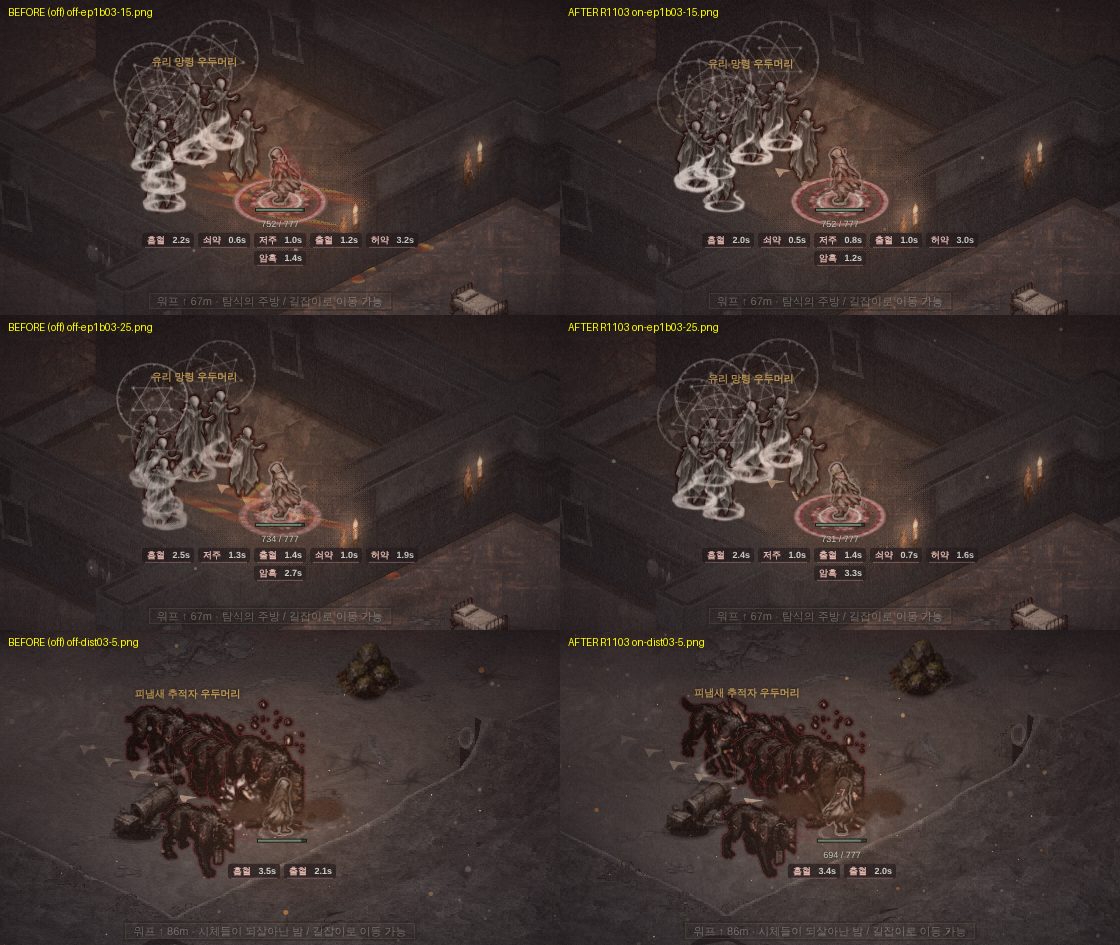 BEFORE (off) off-ep1b03-15.png
유리 망령 우두머리
752 / 777
흡혈 2.2s 쇠약 0.6s 저주 1.0s 출혈 1.2s 허약 3.2s
암흑 1.4s
워프 ↑ 67m · 탐식의 주방 / 길잡이로 이동 가능
AFTER R1103 on-ep1b03-15.png
유리 망령 우두머리
752 / 777
흡혈 2.0s 쇠약 0.5s 저주 0.8s 출혈 1.0s 허약 3.0s
암흑 1.2s
워프 ↑ 67m · 탐식의 주방 / 길잡이로 이동 가능
BEFORE (off) off-ep1b03-25.png
유리 망령 우두머리
734 / 777
흡혈 2.5s 저주 1.3s 출혈 1.4s 쇠약 1.0s 허약 1.9s
암흑 2.7s
워프 ↑ 67m · 탐식의 주방 / 길잡이로 이동 가능
AFTER R1103 on-ep1b03-25.png
유리 망령 우두머리
731 / 777
흡혈 2.4s 저주 1.0s 출혈 1.4s 쇠약 0.7s 허약 1.6s
암흑 3.3s
워프 ↑ 67m · 탐식의 주방 / 길잡이로 이동 가능
BEFORE (off) off-dist03-5.png
피냄새 추적자 우두머리
흡혈 3.5s 출혈 2.1s
워프 ↑ 86m · 시체들이 되살아난 밤 / 길잡이로 이동 가능
AFTER R1103 on-dist03-5.png
피냄새 추적자 우두머리
694 / 777
흡혈 3.4s 출혈 2.0s
워프 ↑ 86m · 시체들이 되살아난 밤 / 길잡이로 이동 가능